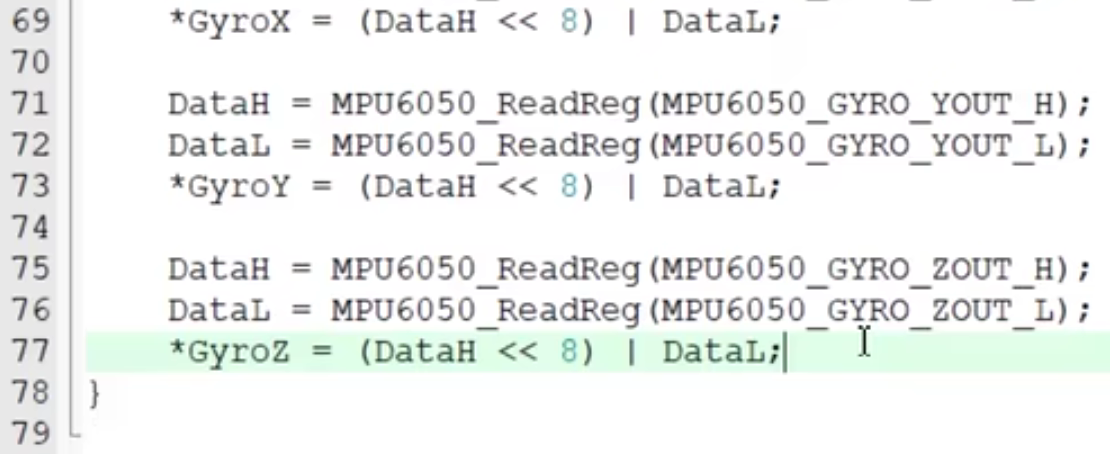 69 *GyroX = (DataH << 8) | DataL;
70
71 DataH = MPU6050_ReadReg(MPU6050_GYRO_YOUT_H);
72 DataL = MPU6050_ReadReg(MPU6050_GYRO_YOUT_L);
73 *GyroY = (DataH << 8) | DataL;
74
75 DataH = MPU6050_ReadReg(MPU6050_GYRO_ZOUT_H);
76 DataL = MPU6050_ReadReg(MPU6050_GYRO_ZOUT_L);
77 *GyroZ = (DataH << 8) | DataL;
78 }
79